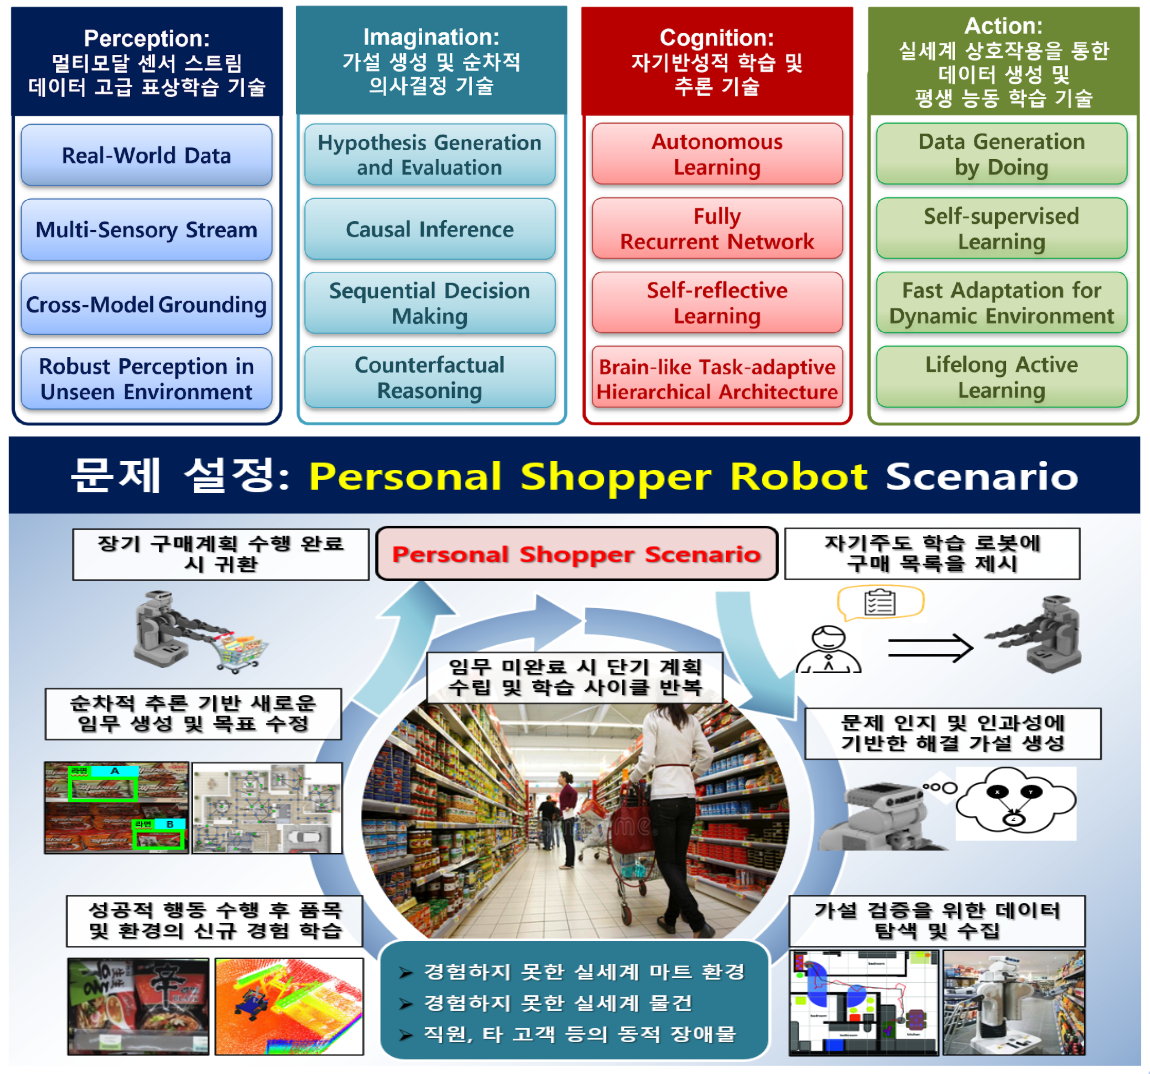 Perception:
멀티모달 센서 스트림
데이터 고급 표상학습 기술
Real-World Data
Multi-Sensory Stream
Cross-Model Grounding
Robust Perception in
Unseen Environment
Imagination:
가설 생성 및 순차적
의사결정 기술
Hypothesis Generation
and Evaluation
Causal Inference
Sequential Decision
Making
Counterfactual
Reasoning
Cognition:
자기반성적 학습 및
추론 기술
Autonomous
Learning
Fully
Recurrent Network
Self-reflective
Learning
Brain-like Task-adaptive
Hierarchical Architecture
Action:
실세계 상호작용을 통한
데이터 생성 및
평생 능동 학습 기술
Data Generation
by Doing
Self-supervised
Learning
Fast Adaptation for
Dynamic Environment
Lifelong Active
Learning
문제 설정: Personal Shopper Robot Scenario
장기 구매계획 수행 완료
시 귀환
Personal Shopper Scenario
자기주도 학습 로봇에
구매 목록을 제시
임무 미완료 시 단기 계획
수립 및 학습 사이클 반복
순차적 추론 기반 새로운
임무 생성 및 목표 수정
라면 A
라면 B
문제 인지 및 인과성에
기반한 해결 가설 생성
X Y
Z
성공적 행동 수행 후 품목
및 환경의 신규 경험 학습
辛
가설 검증을 위한 데이터
탐색 및 수집
➢ 경험하지 못한 실세계 마트 환경
➢ 경험하지 못한 실세계 물건
➢ 직원, 타 고객 등의 동적 장애물